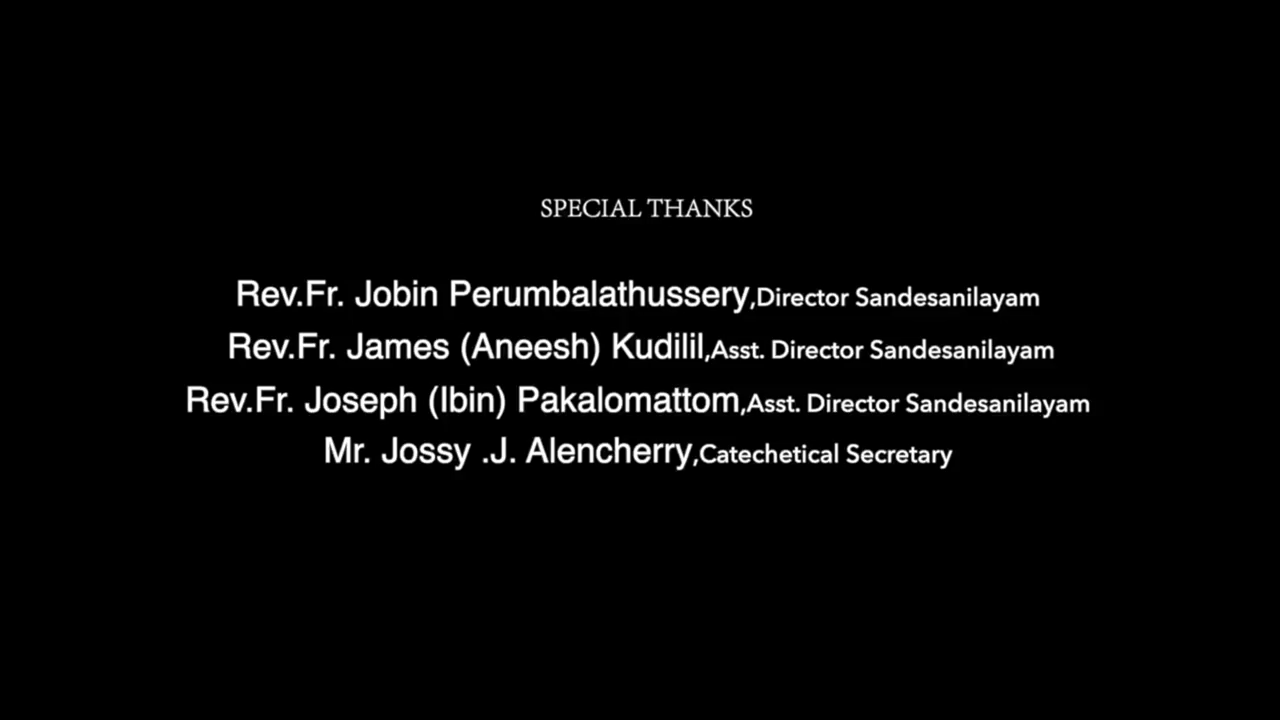 SPECIAL THANKS
Rev.Fr. Jobin Perumbalathussery,Director Sandesanilayam
Rev.Fr. James (Aneesh) Kudilil,Asst. Director Sandesanilayam
Rev.Fr. Joseph (Ibin) Pakalomattom,Asst. Director Sandesanilayam
Mr. Jossy .J. Alencherry,Catechetical Secretary